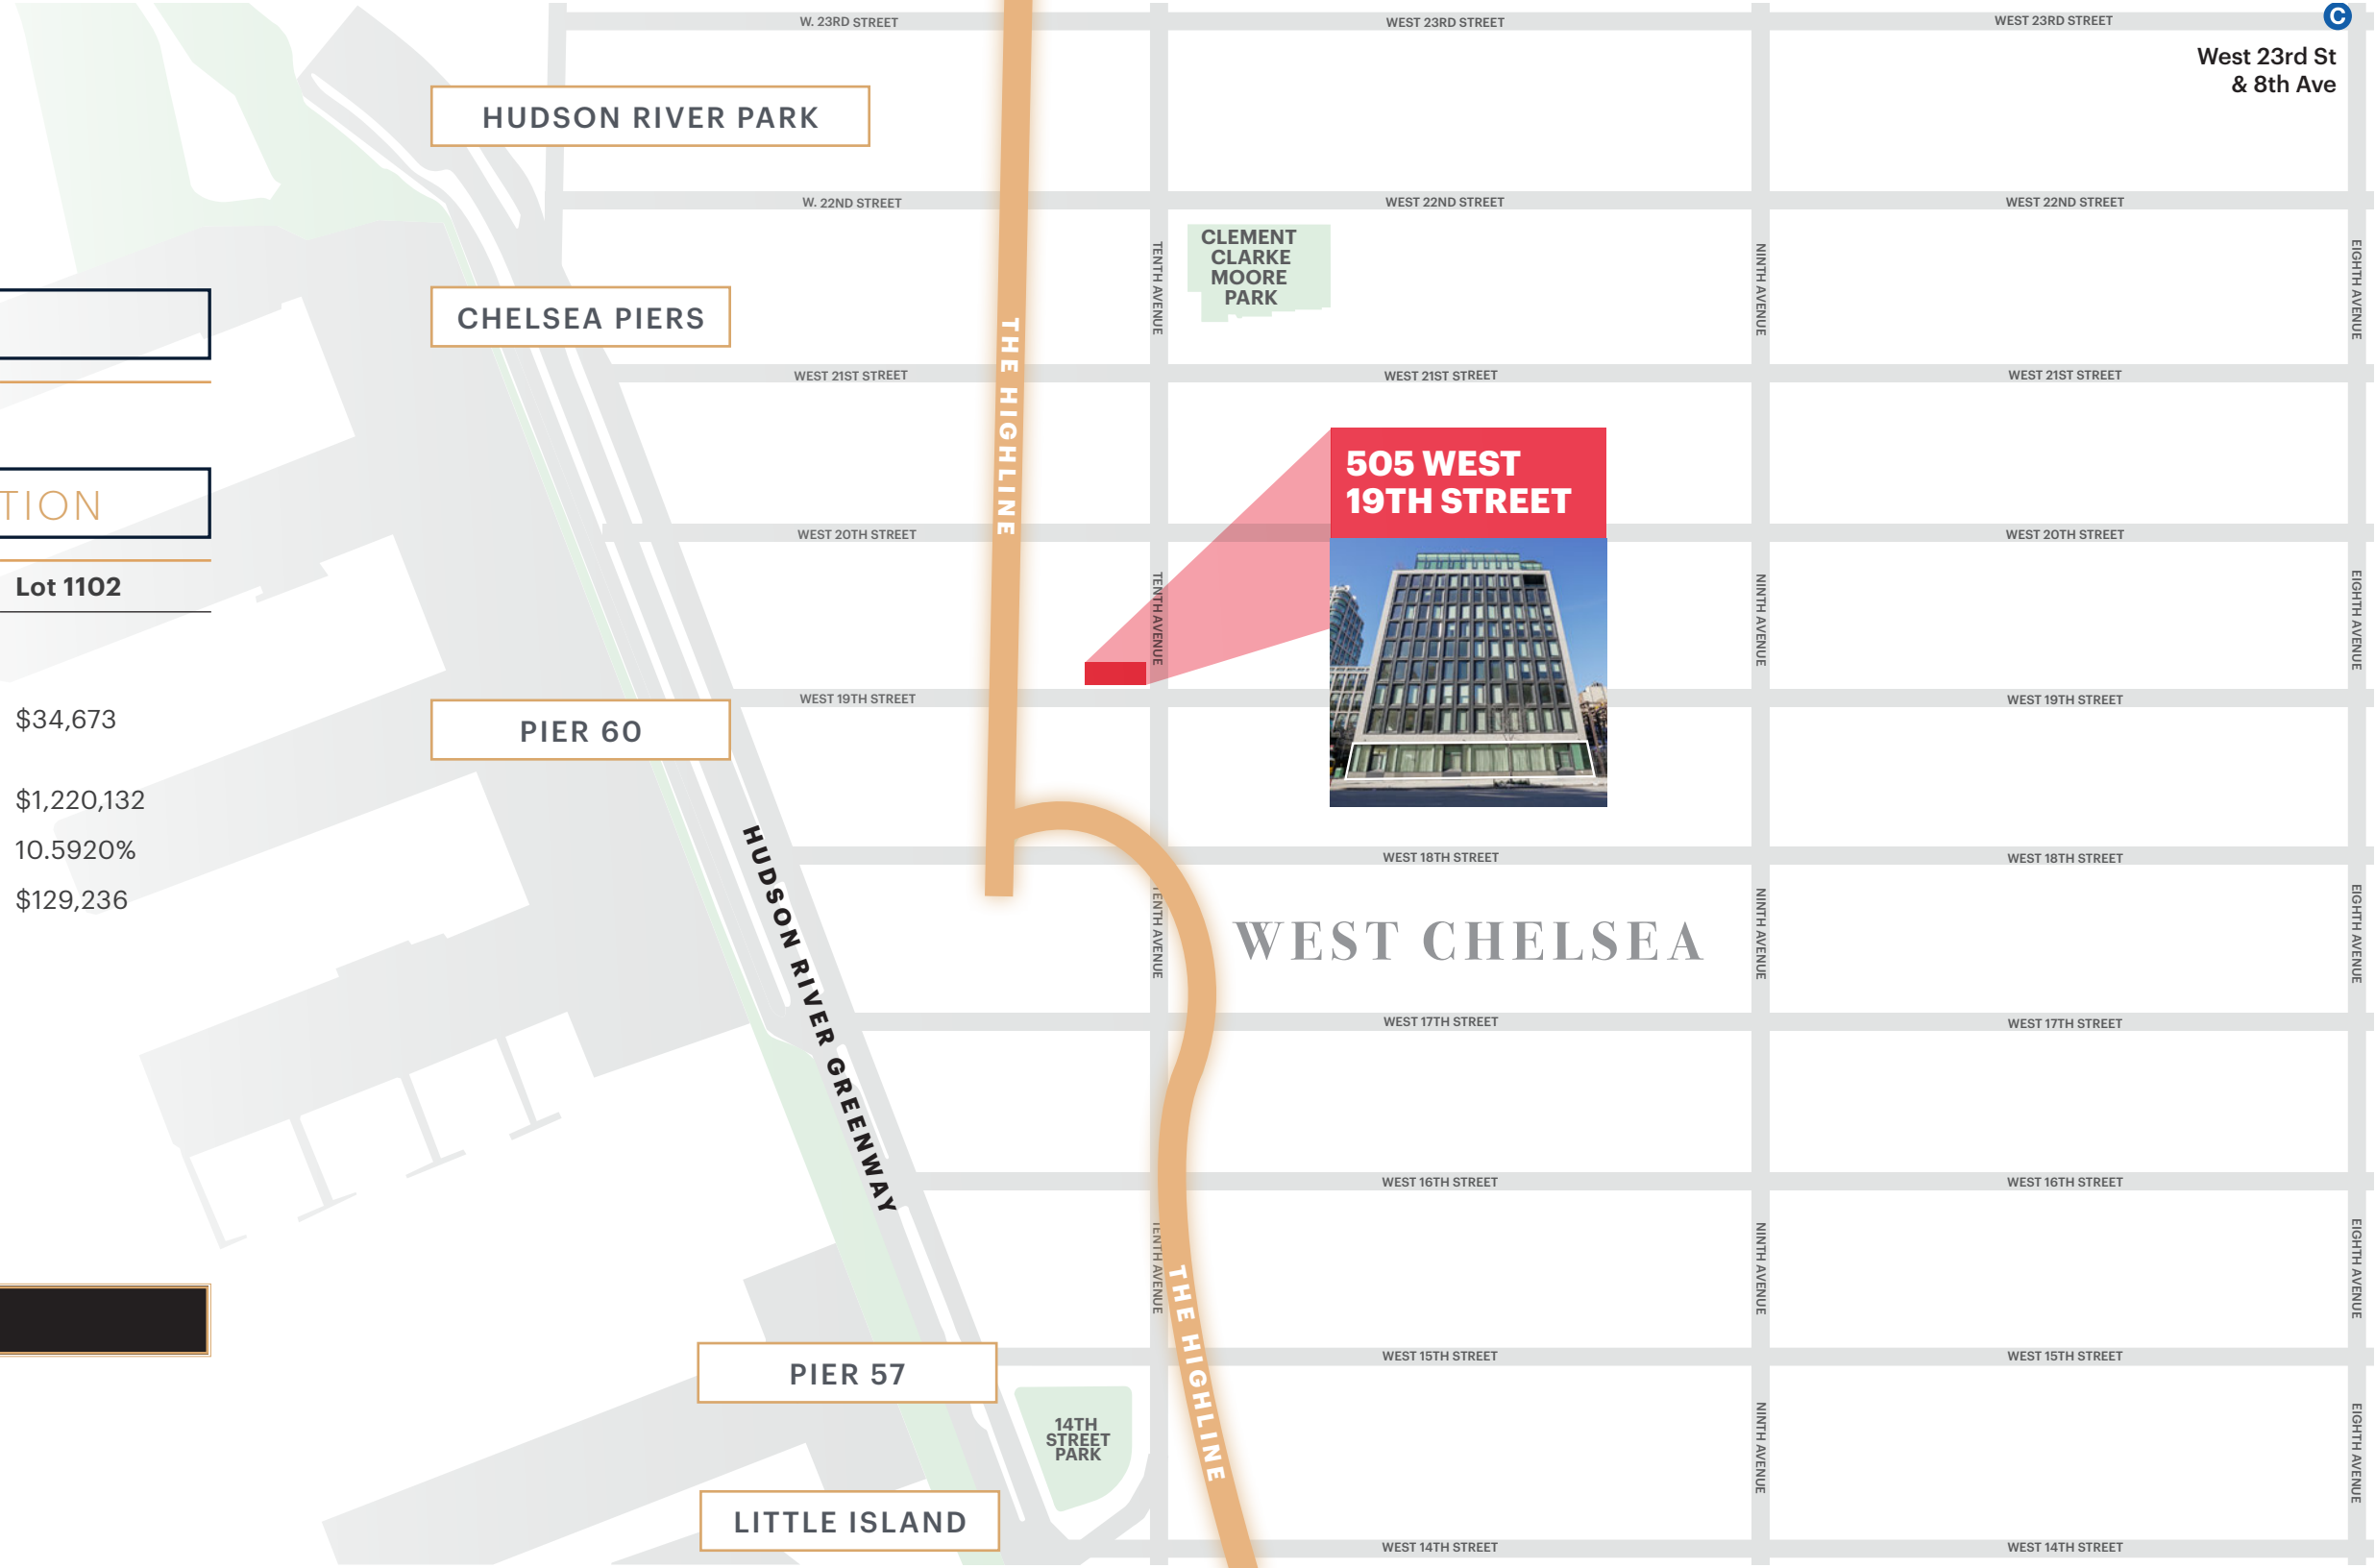 W. 23RD STREET
WEST 23RD STREET
WEST 23RD STREET
C
West 23rd St
& 8th Ave
HUDSON RIVER PARK
W. 22ND STREET
WEST 22ND STREET
WEST 22ND STREET
CLEMENT
CLARKE
MOORE
PARK
TENTH AVENUE
NINTH AVENUE
EIGHTH AVENUE
CHELSEA PIERS
THE HIGHLINE
WEST 21ST STREET
WEST 21ST STREET
WEST 21ST STREET
505 WEST
19TH STREET
TION
Lot 1102
$34,673
$1,220,132
10.5920%
$129,236
WEST 20TH STREET
WEST 20TH STREET
TENTH AVENUE
NINTH AVENUE
EIGHTH AVENUE
WEST 19TH STREET
WEST 19TH STREET
PIER 60
HUDSON RIVER GREENWAY
WEST 18TH STREET
WEST 18TH STREET
TENTH AVENUE
NINTH AVENUE
EIGHTH AVENUE
WEST CHELSEA
WEST 17TH STREET
WEST 17TH STREET
WEST 16TH STREET
WEST 16TH STREET
TENTH AVENUE
NINTH AVENUE
EIGHTH AVENUE
THE HIGHLINE
PIER 57
WEST 15TH STREET
WEST 15TH STREET
14TH
STREET
PARK
NINTH AVENUE
EIGHTH AVENUE
LITTLE ISLAND
WEST 14TH STREET
WEST 14TH STREET